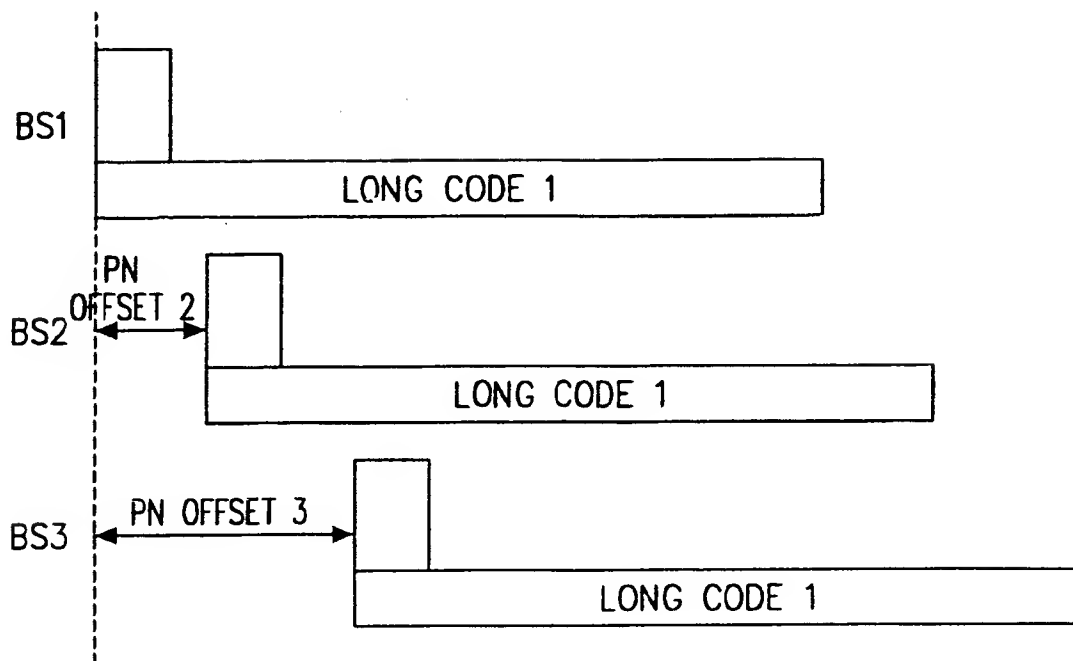 BS1
LONG CODE 1
PN
OFFSET 2
BS2
LONG CODE 1
PN OFFSET 3
BS3
LONG CODE 1